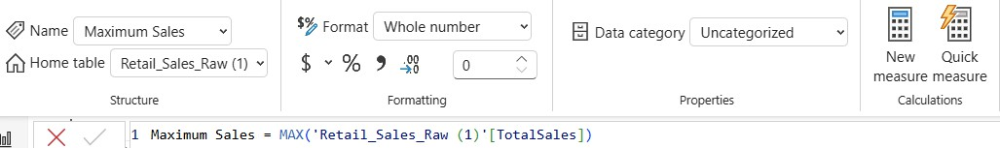 Name Maximum Sales
Home table Retail_Sales_Raw (1)
Structure
$% Format Whole number
$ % , .00 →0 0
Formatting
Data category Uncategorized
Properties
New measure
Quick measure
Calculations
1 Maximum Sales = MAX('Retail_Sales_Raw (1)'[TotalSales])